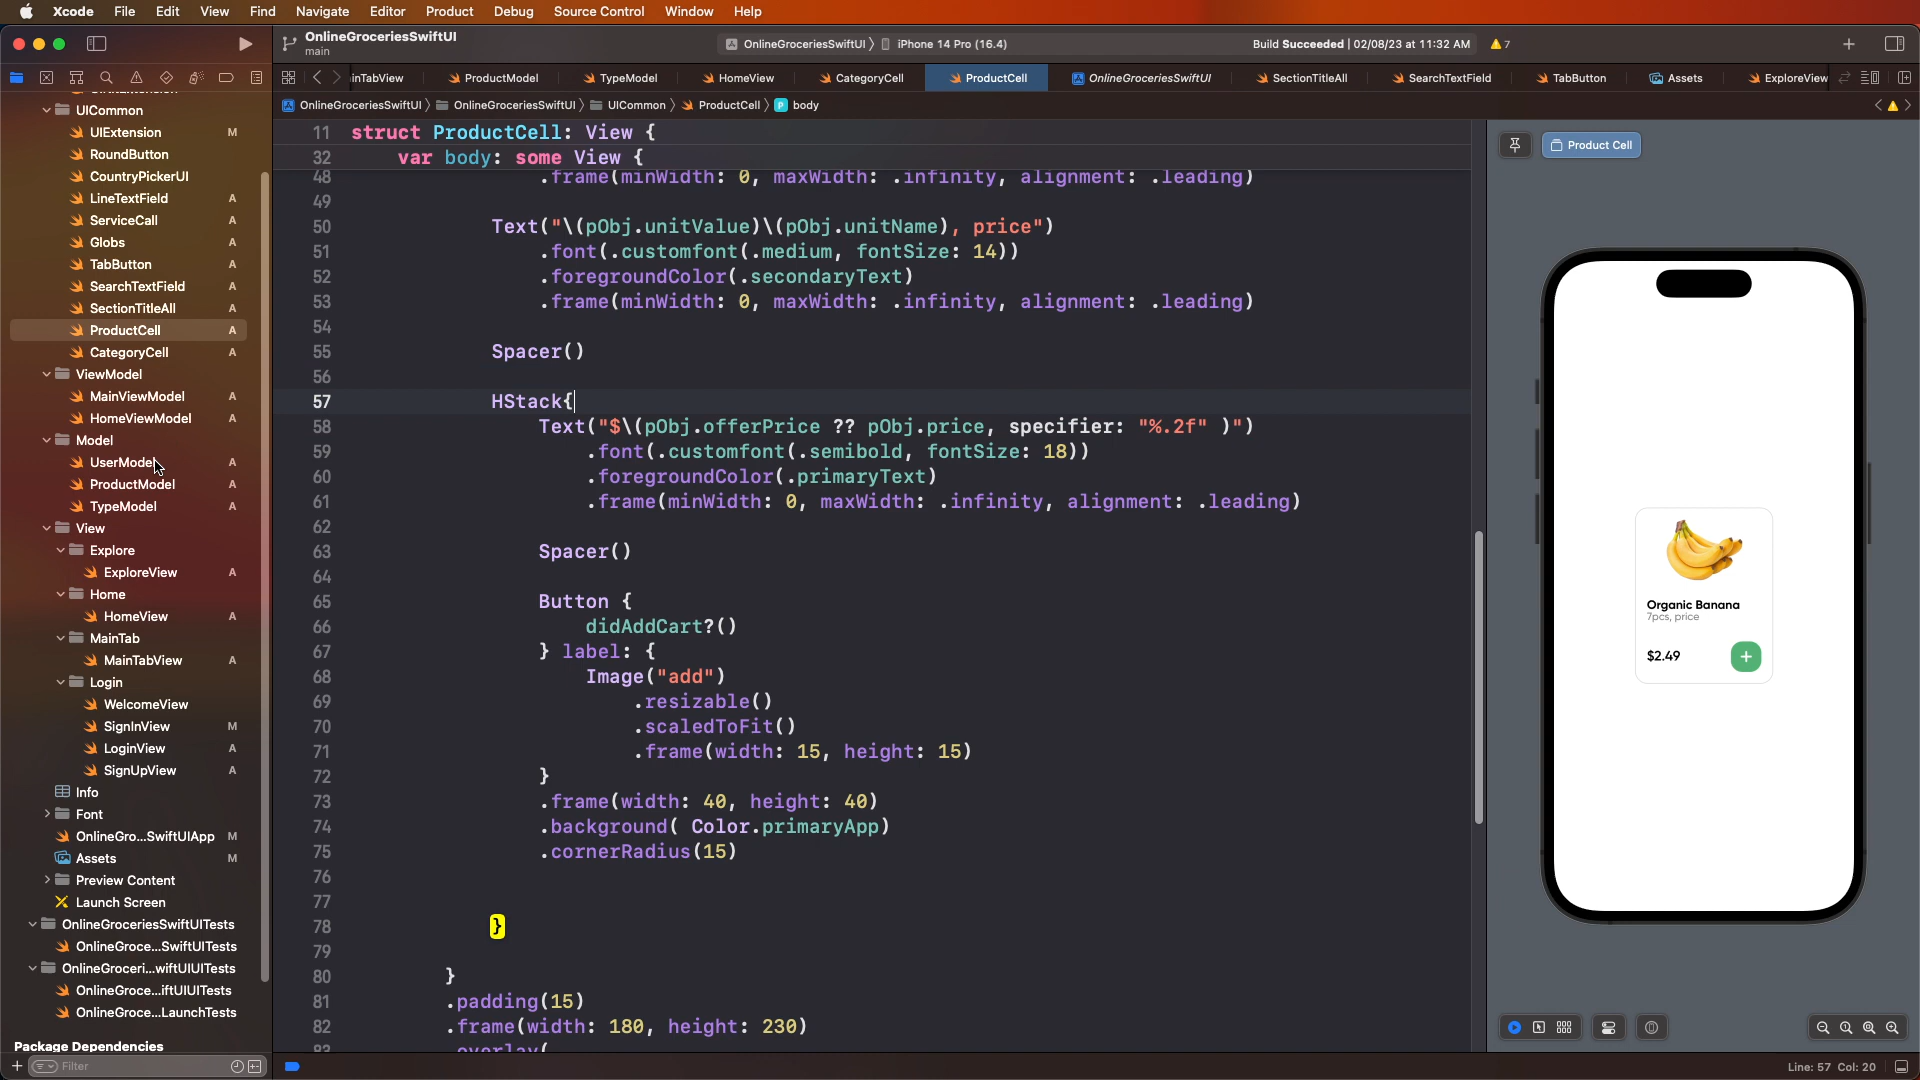 Xcode File Edit View Find Navigate Editor Product Debug Source Control Window Help
OnlineGroceriesSwiftUI
main
OnlineGroceriesSwiftUI iPhone 14 Pro (16.4)
Build Succeeded | 02/08/23 at 11:32 AM
7
inTabView ProductModel TypeModel HomeView CategoryCell ProductCell OnlineGroceriesSwiftUI SectionTitleAll SearchTextField TabButton Assets ExploreView
OnlineGroceriesSwiftUI OnlineGroceriesSwiftUI UICommon ProductCell P body
UICommon
UIExtension M
RoundButton
CountryPickerUI
LineTextField A
ServiceCall A
Globs A
TabButton A
SearchTextField A
SectionTitleAll A
ProductCell A
CategoryCell A
ViewModel
MainViewModel A
HomeViewModel A
Model
UserModel A
ProductModel A
TypeModel A
View
Explore
ExploreView A
Home
HomeView A
MainTab
MainTabView A
Login
WelcomeView
SignInView M
LoginView A
SignUpView A
Info
Font
OnlineGro...SwiftUIApp M
Assets M
Preview Content
Launch Screen
OnlineGroceriesSwiftUITests
OnlineGroce...SwiftUITests
OnlineGroceri...wiftUIUITests
OnlineGroce...iftUIUITests
OnlineGroce...LaunchTests
Package Dependencies
Filter
11 struct ProductCell: View {
32 var body: some View {
48 .frame(minWidth: 0, maxWidth: .infinity, alignment: .leading)
49
50 Text("\(pObj.unitValue)\(pObj.unitName), price")
51 .font(.customfont(.medium, fontSize: 14))
52 .foregroundColor(.secondaryText)
53 .frame(minWidth: 0, maxWidth: .infinity, alignment: .leading)
54
55 Spacer()
56
57 HStack{
58 Text("$\(pObj.offerPrice ?? pObj.price, specifier: "%.2f" )")
59 .font(.customfont(.semibold, fontSize: 18))
60 .foregroundColor(.primaryText)
61 .frame(minWidth: 0, maxWidth: .infinity, alignment: .leading)
62
63 Spacer()
64
65 Button {
66 didAddCart?()
67 } label: {
68 Image("add")
69 .resizable()
70 .scaledToFit()
71 .frame(width: 15, height: 15)
72 }
73 .frame(width: 40, height: 40)
74 .background( Color.primaryApp)
75 .cornerRadius(15)
76
77
78 }
79
80 }
81 .padding(15)
82 .frame(width: 180, height: 230)
83 .overlay(
Product Cell
Organic Banana
7pcs, price
$2.49
Line: 57 Col: 20